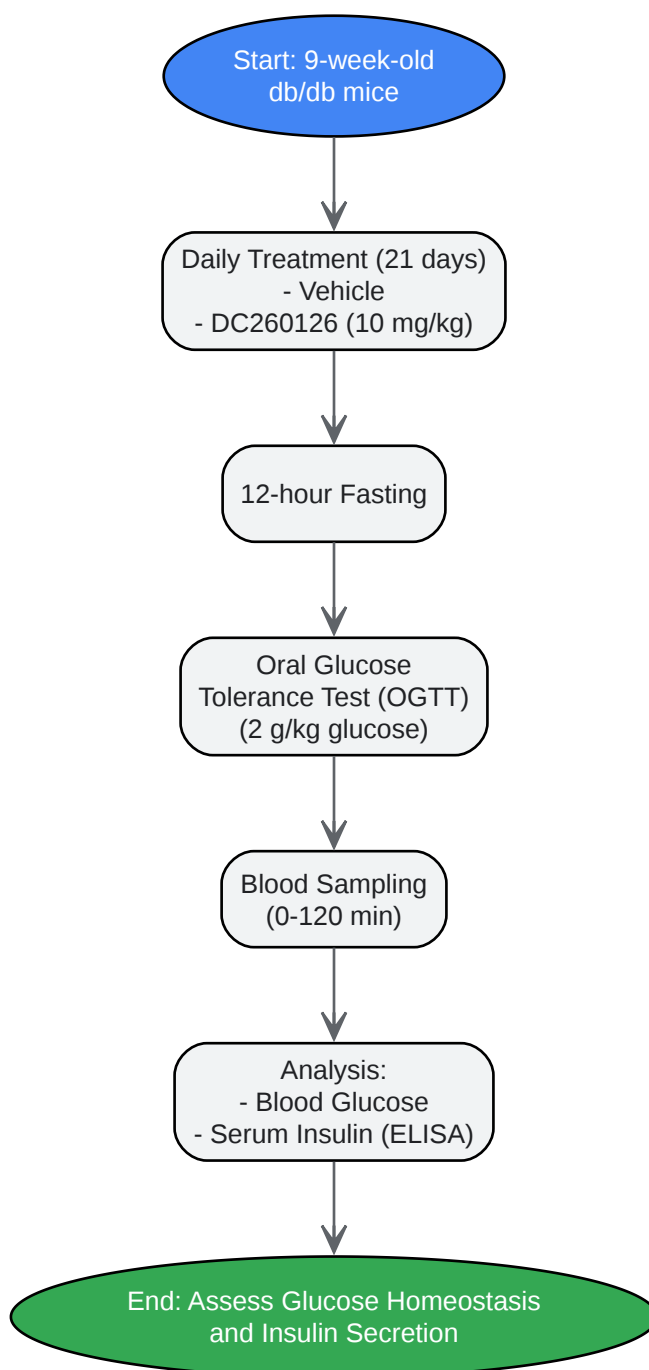 Start: 9-week-old
db/db mice
Daily Treatment (21 days)
- Vehicle
- DC260126 (10 mg/kg)
12-hour Fasting
Oral Glucose
Tolerance Test (OGTT)
(2 g/kg glucose)
Blood Sampling
(0-120 min)
Analysis:
- Blood Glucose
- Serum Insulin (ELISA)
End: Assess Glucose Homeostasis
and Insulin Secretion